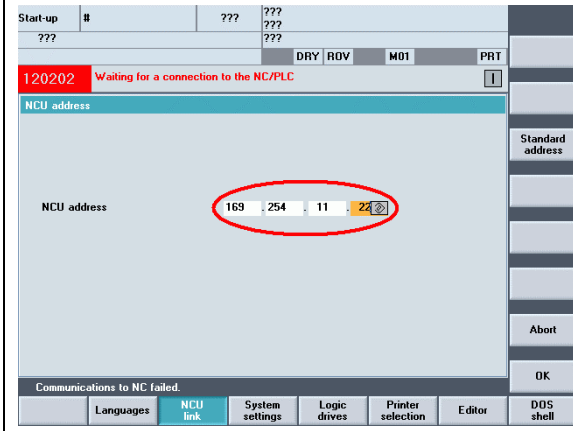 Start-up # ??? ???
???
??? ???
DRY ROV M01 PRT
120202 Waiting for a connection to the NC/PLC
NCU address
Standard
address
NCU address 169 . 254 . 11 . 22
Abort
OK
Communications to NC failed.
Languages
NCU
link
System
settings
Logic
drives
Printer
selection
Editor
DOS
shell